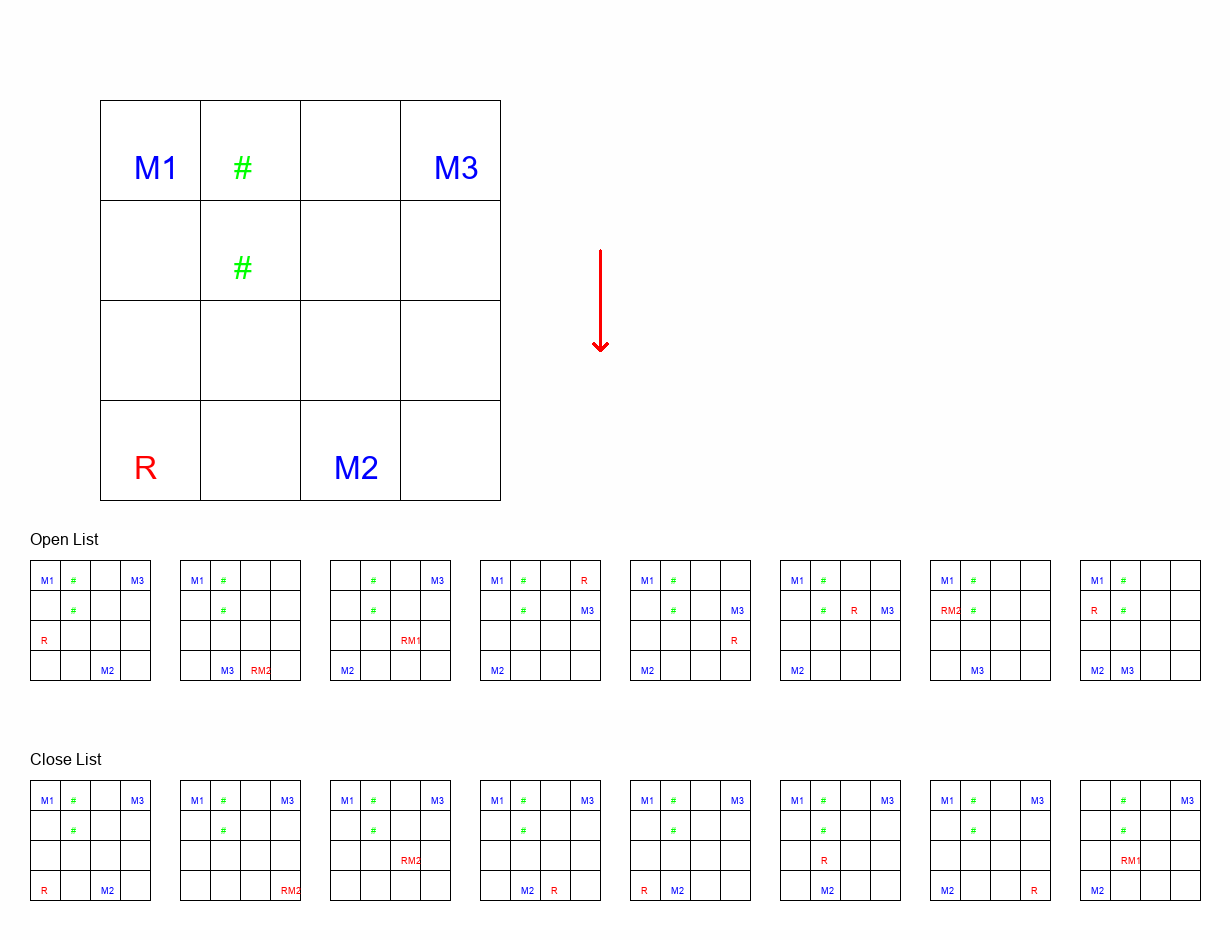 M1 # M3
#
R M2
Open List
M1 # M3 M1 # # M3 M1 # R M1 # M1 # M1 # M1 #
# # # # M3 # M3 # R M3 RM2 # R #
R RM1 R
M2 M3 RM2 M2 M2 M2 M2 M3 M2 M3
Close List
M1 # M3 M1 # M3 M1 # M3 M1 # M3 M1 # M3 M1 # M3 M1 # M3 # M3
# # # # # # # #
RM2 R RM1
R M2 RM2 M2 R R M2 M2 M2 R M2